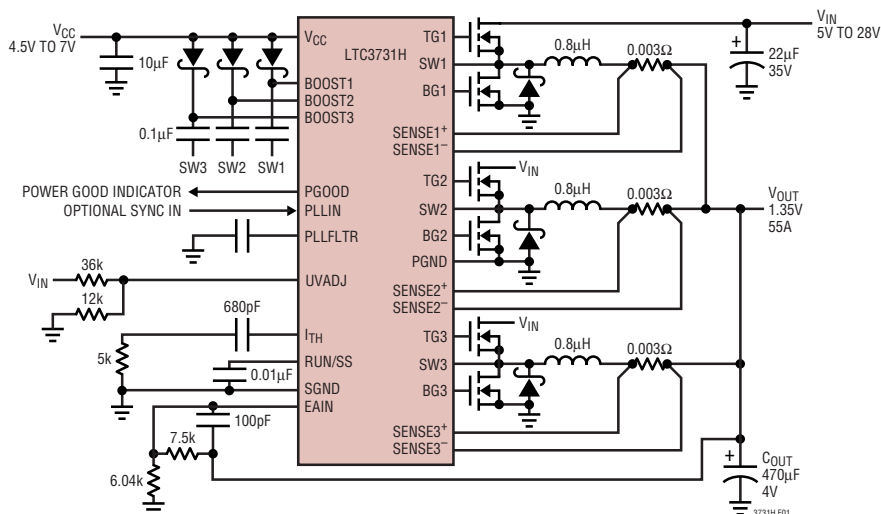 VCC
4.5V TO 7V
10µF
0.1µF
SW3 SW2 SW1
POWER GOOD INDICATOR
OPTIONAL SYNC IN
VIN
36k
12k
680pF
5k
0.01µF
100pF
7.5k
6.04k
VCC
LTC3731H
BOOST1
BOOST2
BOOST3
PGOOD
PLLIN
PLLFLTR
UVADJ
ITH
RUN/SS
SGND
EAIN
TG1
SW1
BG1
SENSE1+
SENSE1–
TG2
SW2
BG2
PGND
SENSE2+
SENSE2–
TG3
SW3
BG3
SENSE3+
SENSE3–
0.8µH
0.003Ω
VIN
5V TO 28V
+
22µF
35V
VIN
0.8µH
0.003Ω
VOUT
1.35V
55A
VIN
0.8µH
0.003Ω
+
COUT
470µF
4V
3731H F01